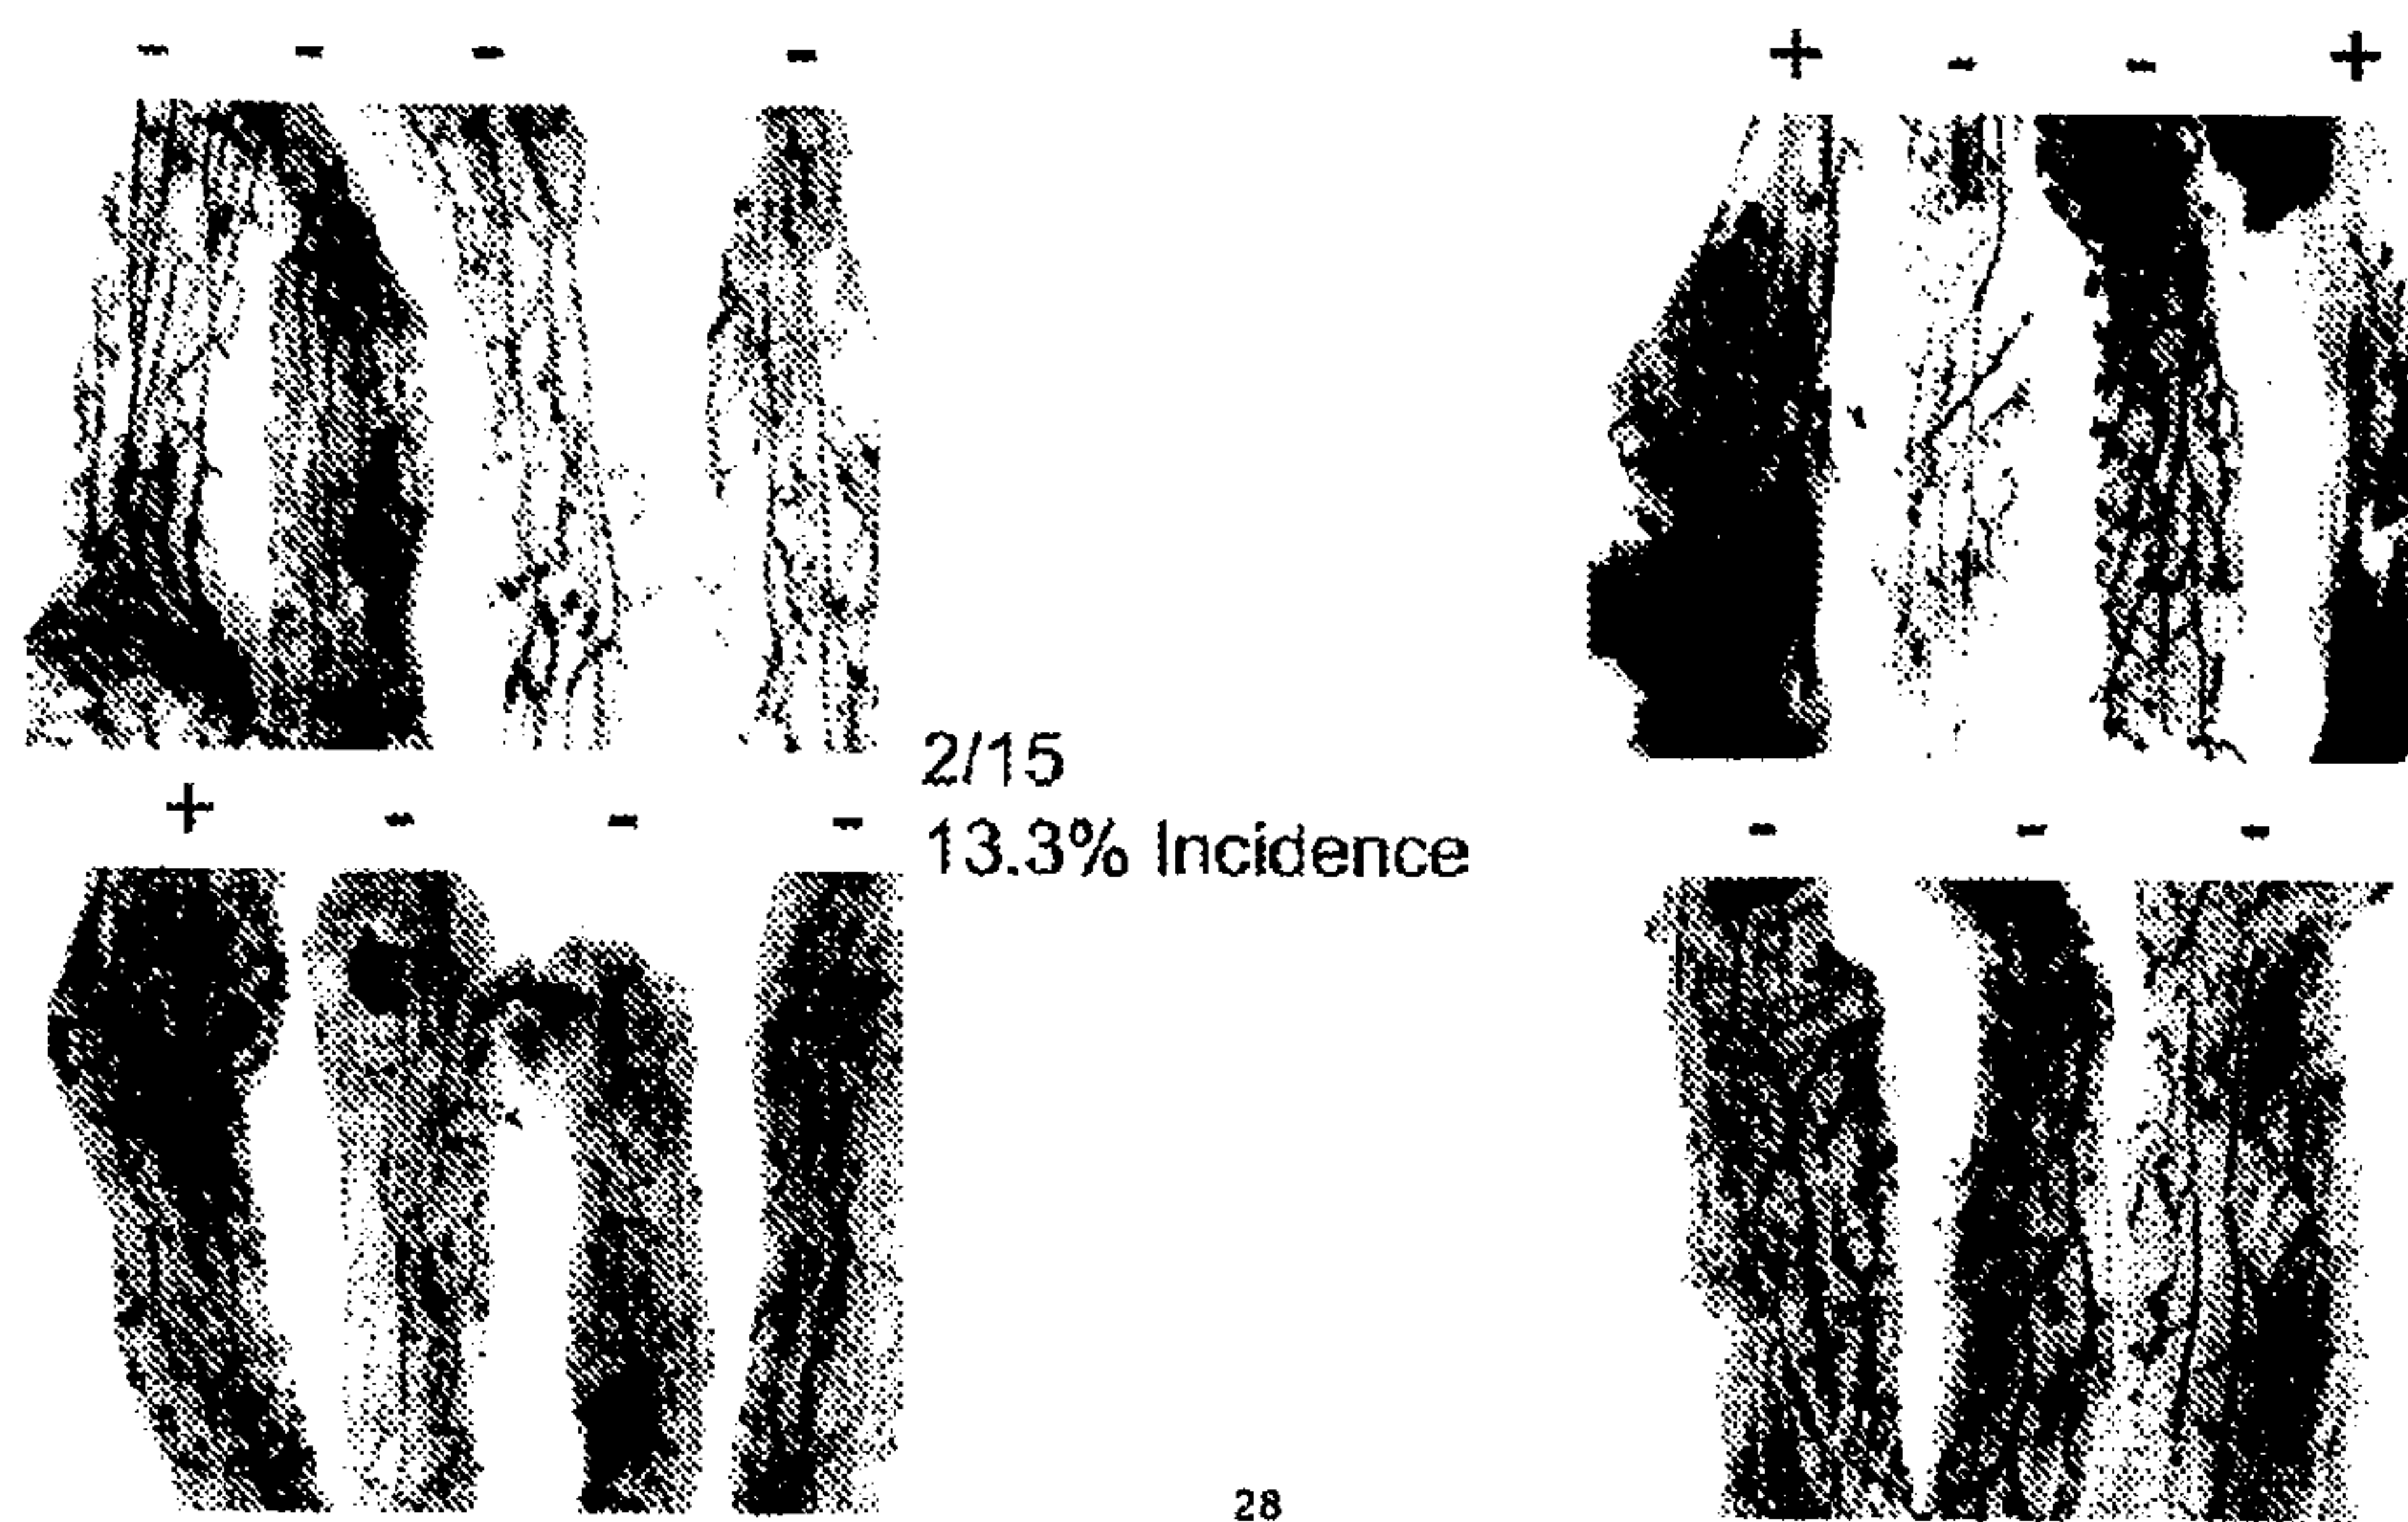 - - - - + - - +
2/15
13.3% Incidence
+ - - - - - -
28